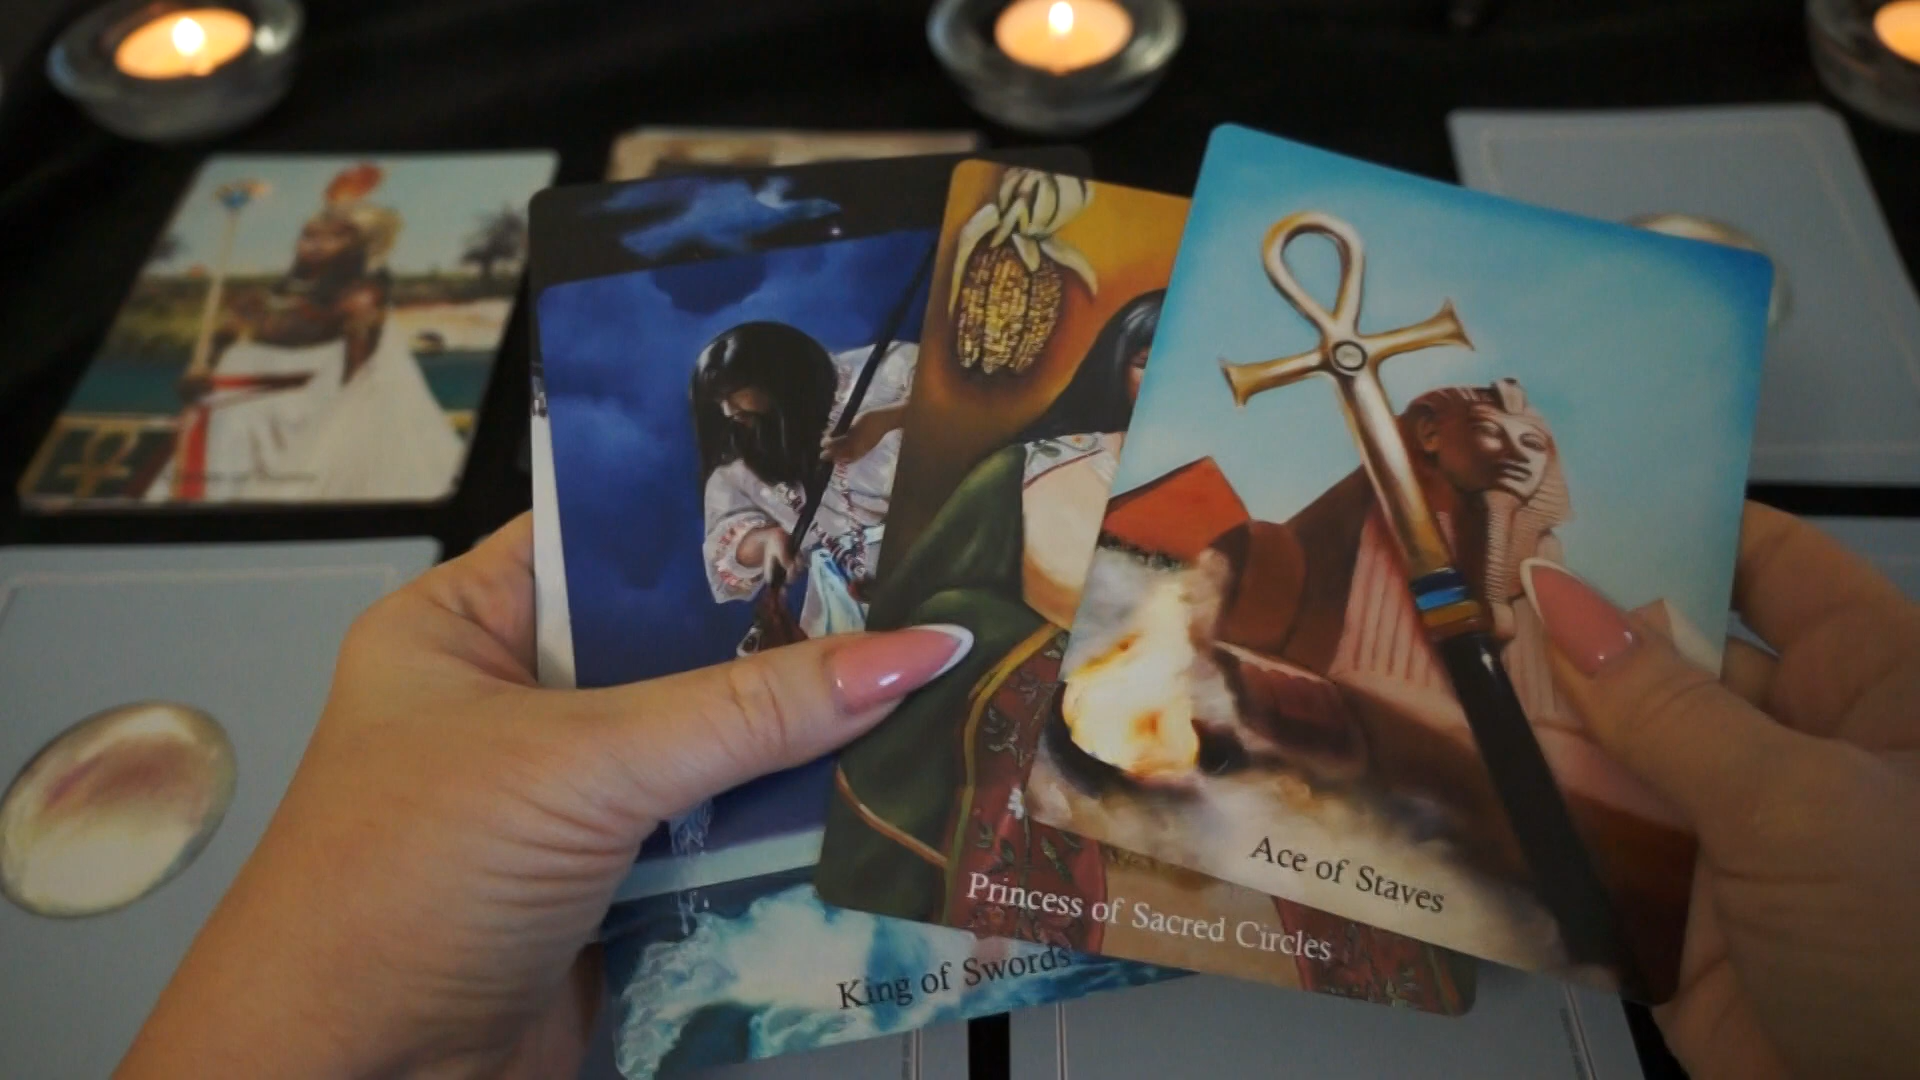 Ace of Staves
Princess of Sacred Circles
King of Swords